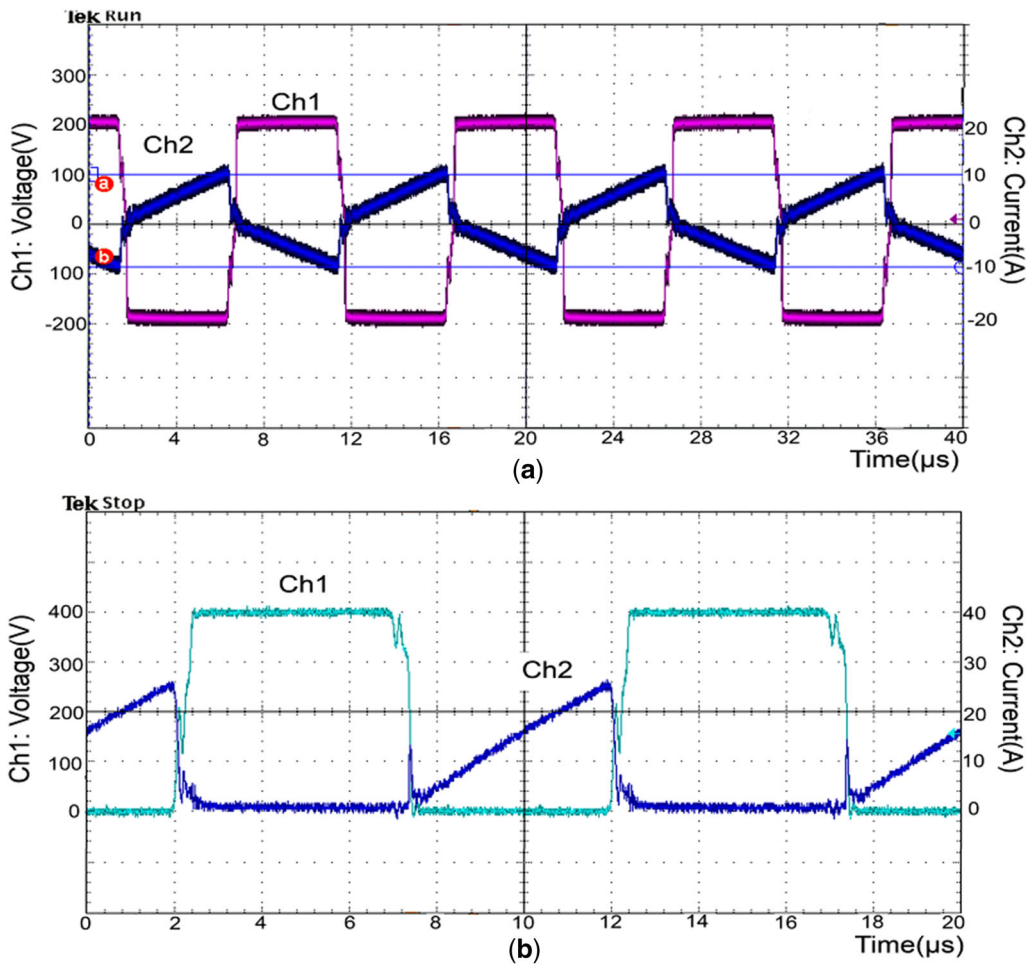 Tek Run
400
300
200
100
0
100
-200
Ch1: Voltage(V)
Ch1
Ch2
a
b
20
10
0
-10
-20
Ch2: Current(A)
0 4 8 12 16 20 24 28 32 36 40
Time(µs)
(a)
Tek Stop
400
300
200
100
0
Ch1: Voltage(V)
Ch1
Ch2
40
30
20
10
0
Ch2: Current(A)
0 2 4 6 8 10 12 14 16 18 20
Time(µs)
(b)